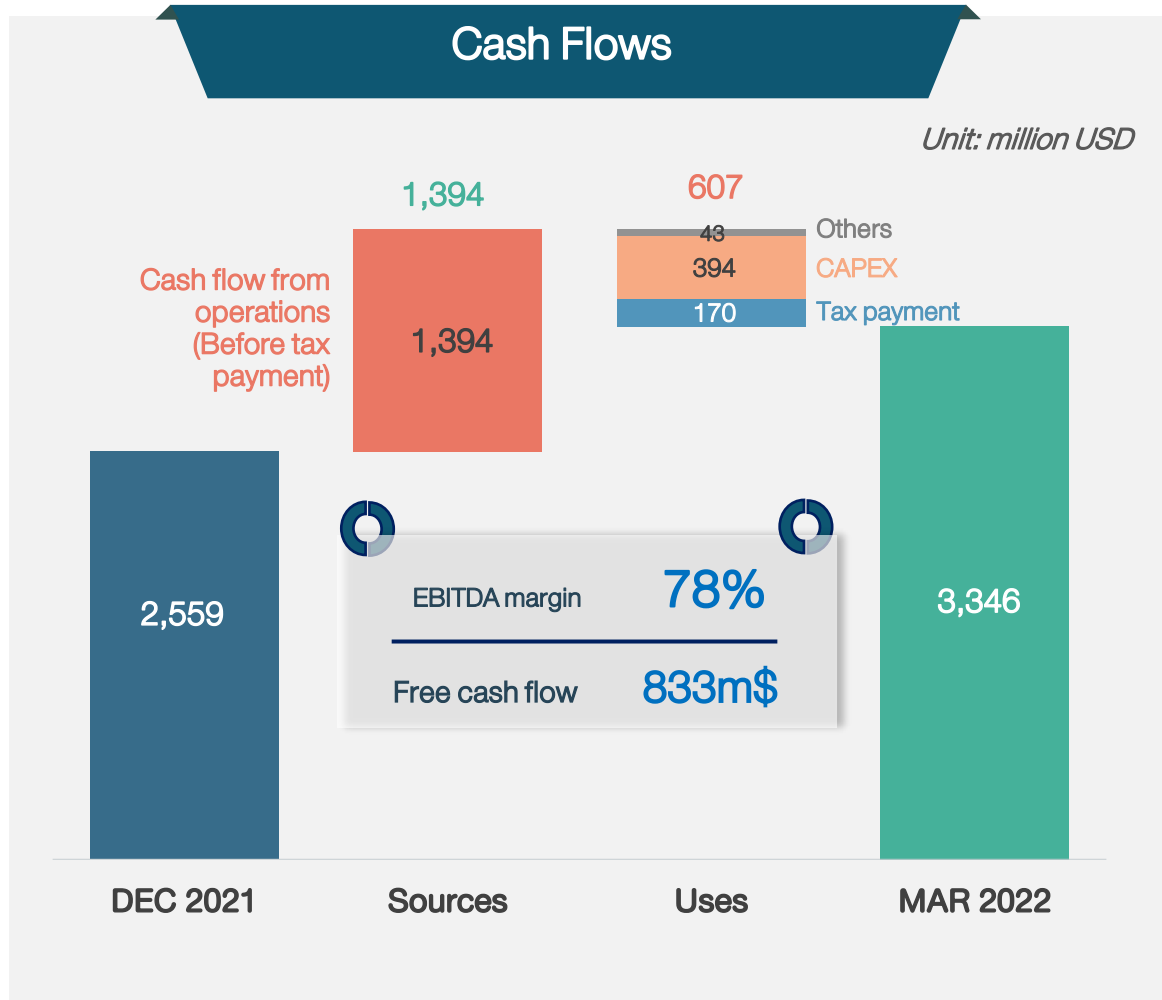 Cash Flows
Unit: million USD
1,394
607
Cash flow from
operations
(Before tax
payment)
1,394
43
Others
394
CAPEX
170
Tax payment
2,559
3,346
EBITDA margin
78%
Free cash flow
833m$
DEC 2021
Sources
Uses
MAR 2022